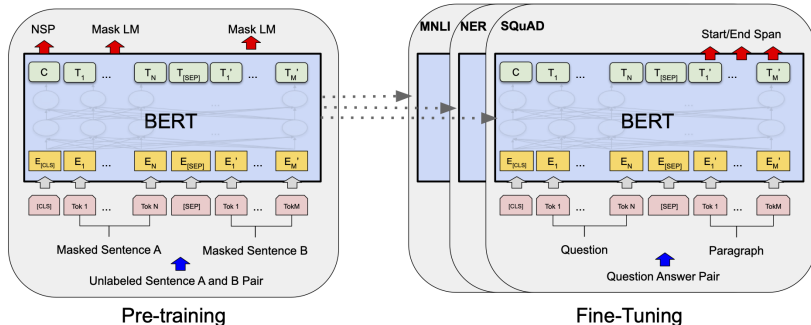 NSP Mask LM Mask LM
C T1 ... TN T[SEP] T1' ... TM'
BERT
E[CLS] E1 ... EN E[SEP] E1' ... EM'
[CLS] Tok 1 ... Tok N [SEP] Tok 1 ... TokM
Masked Sentence A Masked Sentence B
Unlabeled Sentence A and B Pair
Pre-training
MNLI NER SQuAD
Start/End Span
C T1 ... TN T[SEP] T1' ... TM'
BERT
E[CLS] E1 ... EN E[SEP] E1' ... EM'
[CLS] Tok 1 ... Tok N [SEP] Tok 1 ... TokM
Question Paragraph
Question Answer Pair
Fine-Tuning